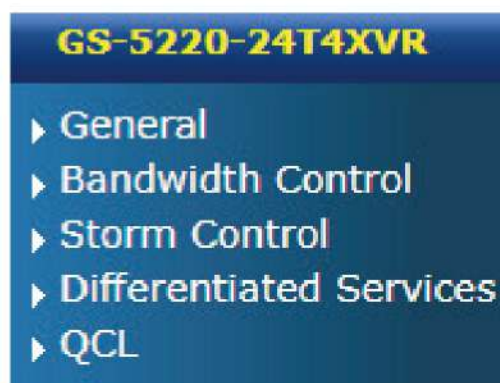 GS-5220-24T4XVR
General
Bandwidth Control
Storm Control
Differentiated Services
QCL